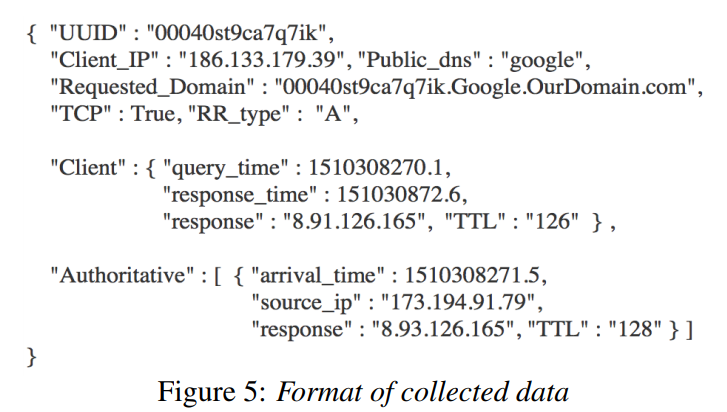 { "UUID" : "00040st9ca7q7ik",
"Client_IP" : "186.133.179.39", "Public_dns" : "google",
"Requested_Domain" : "00040st9ca7q7ik.Google.OurDomain.com",
"TCP" : True, "RR_type" : "A",
"Client" : { "query_time" : 1510308270.1,
"response_time" : 151030872.6,
"response" : "8.91.126.165", "TTL" : "126" } ,
"Authoritative" : [ { "arrival_time" : 1510308271.5,
"source_ip" : "173.194.91.79",
"response" : "8.93.126.165", "TTL" : "128" } ]
}
Figure 5: Format of collected data